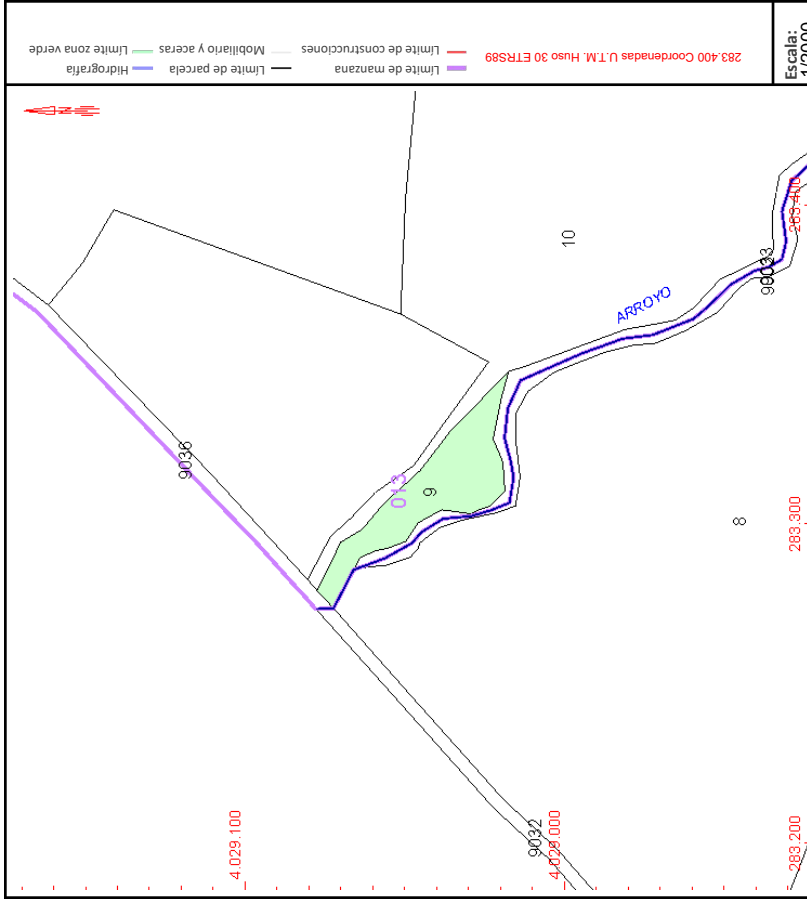 Límite de manzana
Límite de construcciones
Límite de parcela
Mobiliario y aceras
Hidrografía
Límite zona verde
283.400 Coordenadas U.T.M. Huso 30 ETRS89
Escala:
1/2000
10
283.400
ARROYO
9036
013
9
283.300
8
9032
4.029.100
4.029.000
283.200